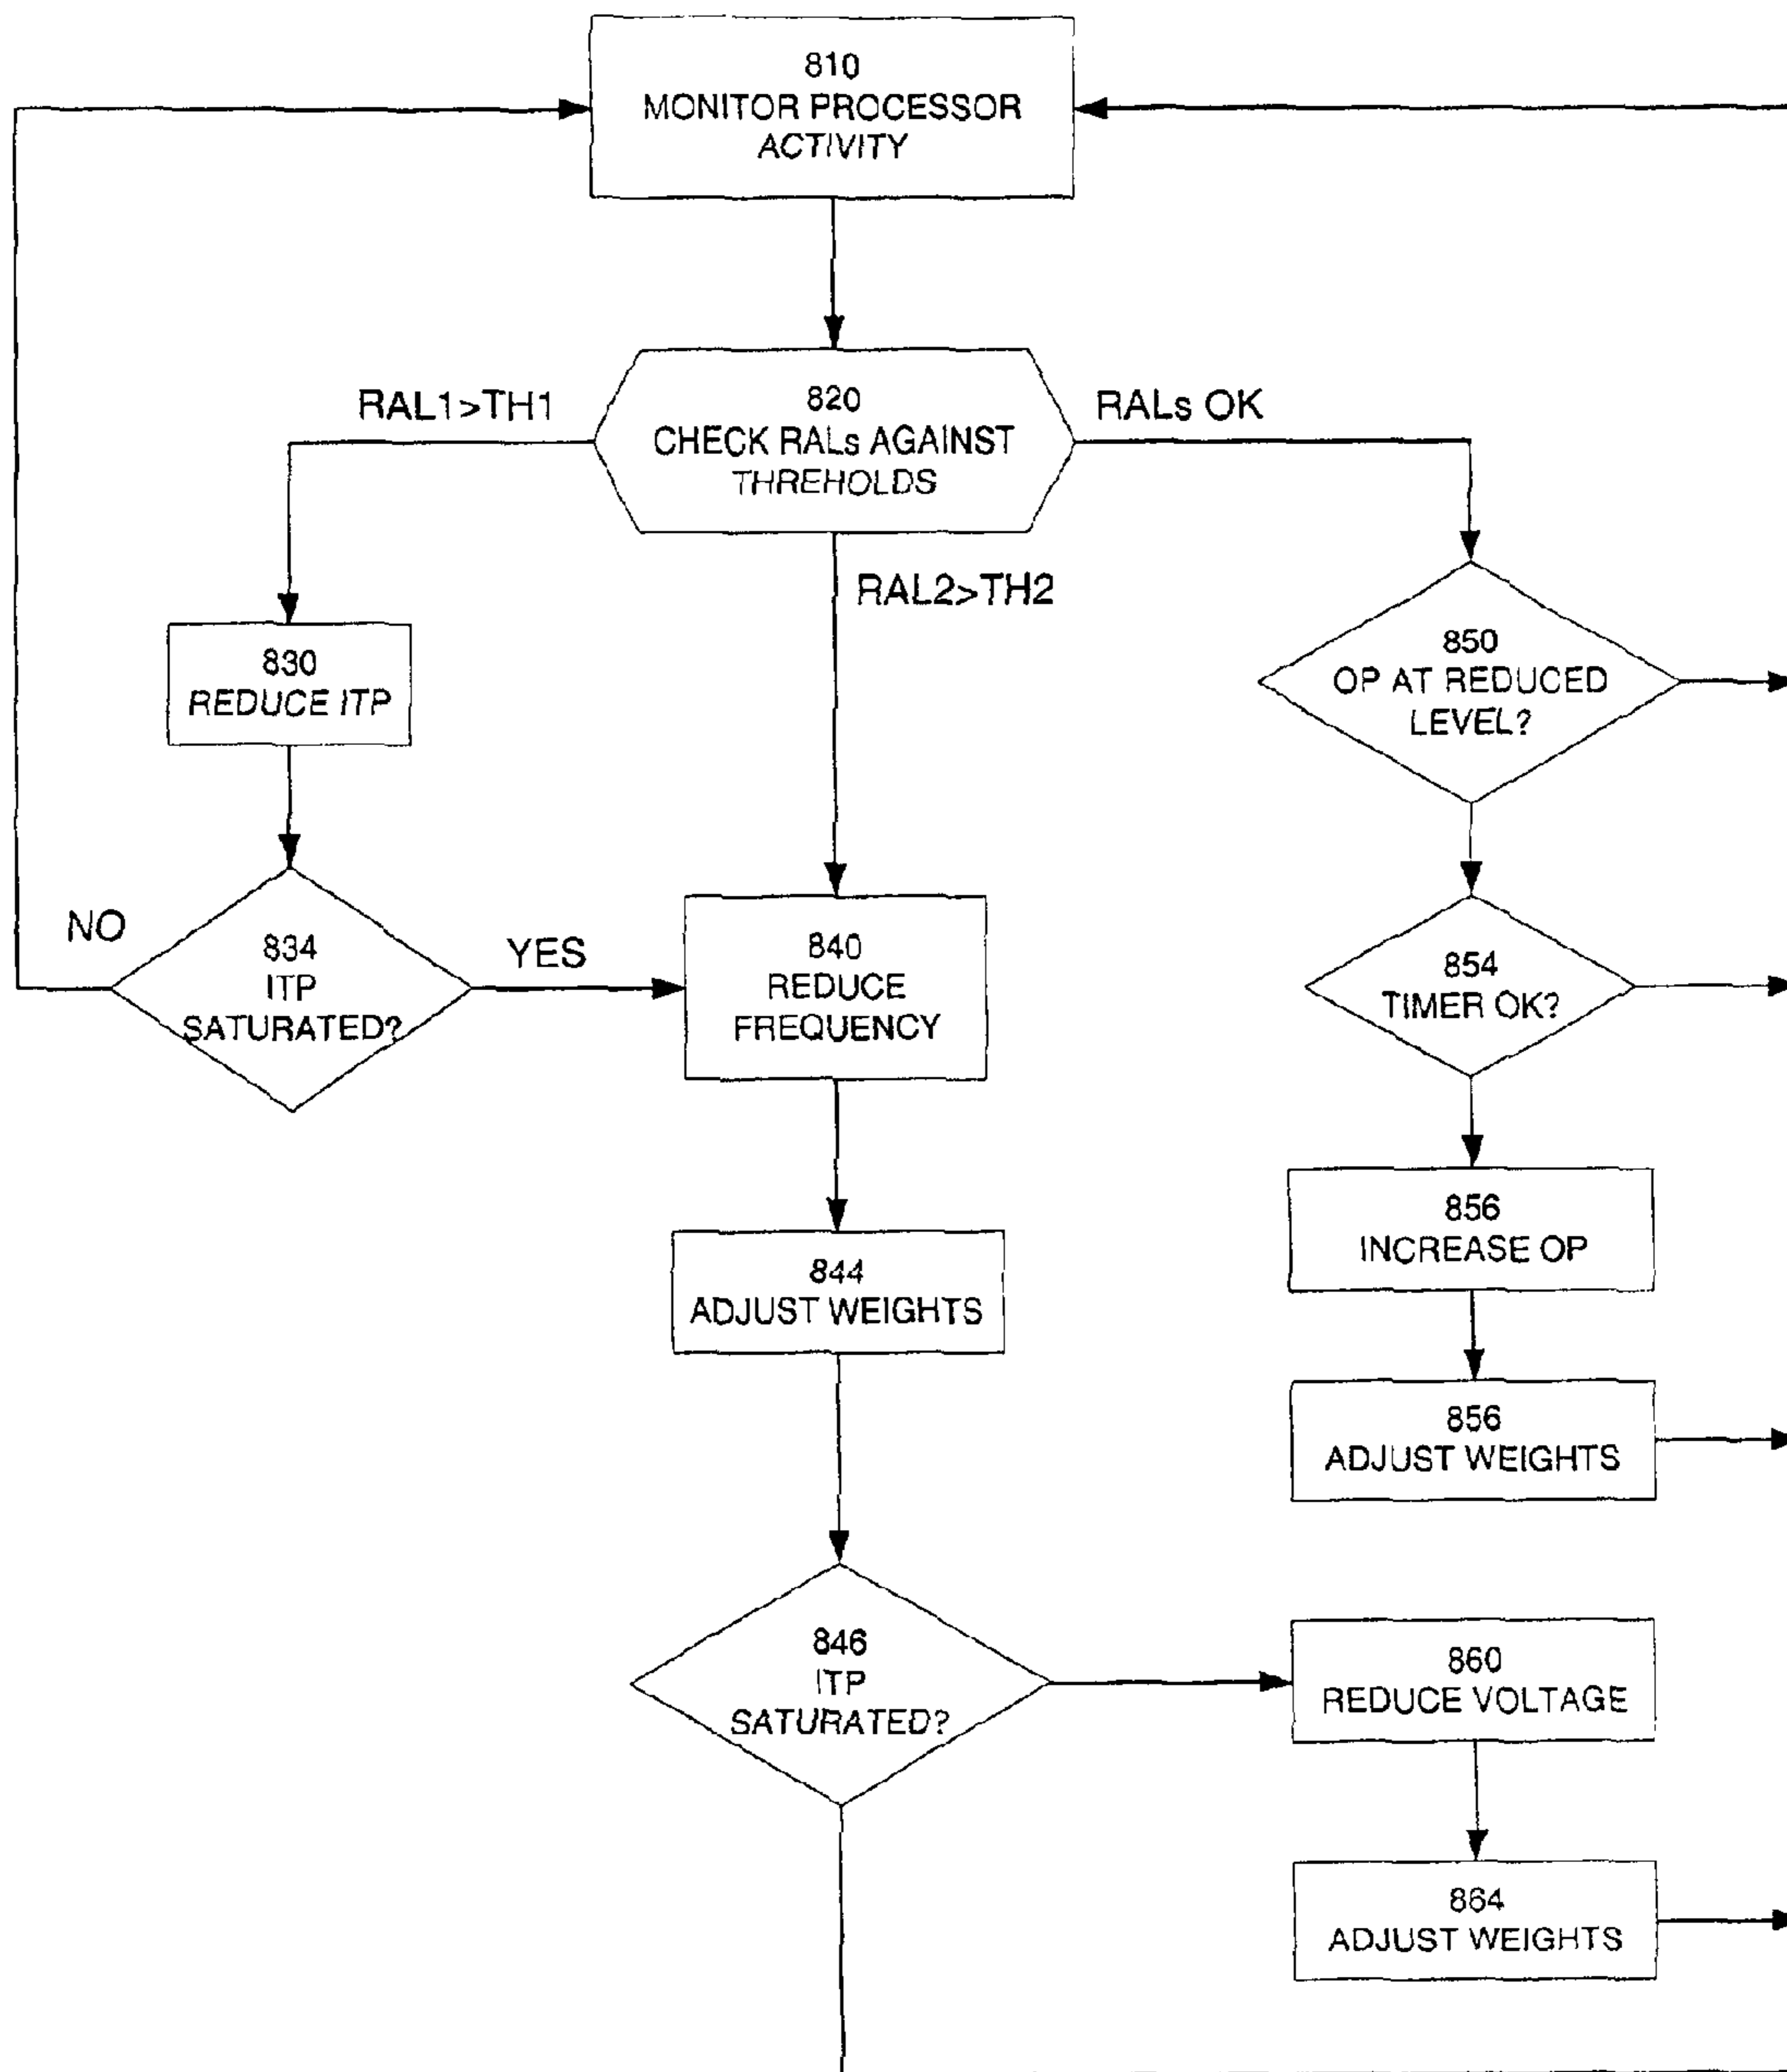 810
MONITOR PROCESSOR
ACTIVITY
RAL1>TH1
820
CHECK RALs AGAINST
THREHOLDS
RALs OK
RAL2>TH2
830
REDUCE ITP
850
OP AT REDUCED
LEVEL?
NO
834
ITP
SATURATED?
YES
840
REDUCE
FREQUENCY
854
TIMER OK?
856
INCREASE OP
844
ADJUST WEIGHTS
856
ADJUST WEIGHTS
846
ITP
SATURATED?
860
REDUCE VOLTAGE
864
ADJUST WEIGHTS